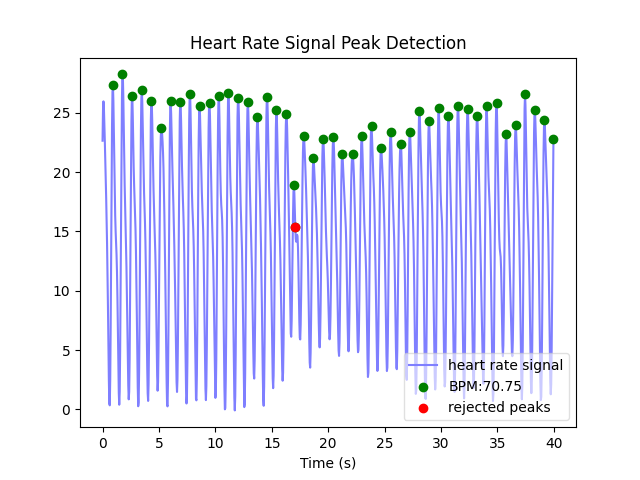 Heart Rate Signal Peak Detection
25
20
15
10
5
0
heart rate signal
BPM:70.75
rejected peaks
0 5 10 15 20 25 30 35 40
Time (s)